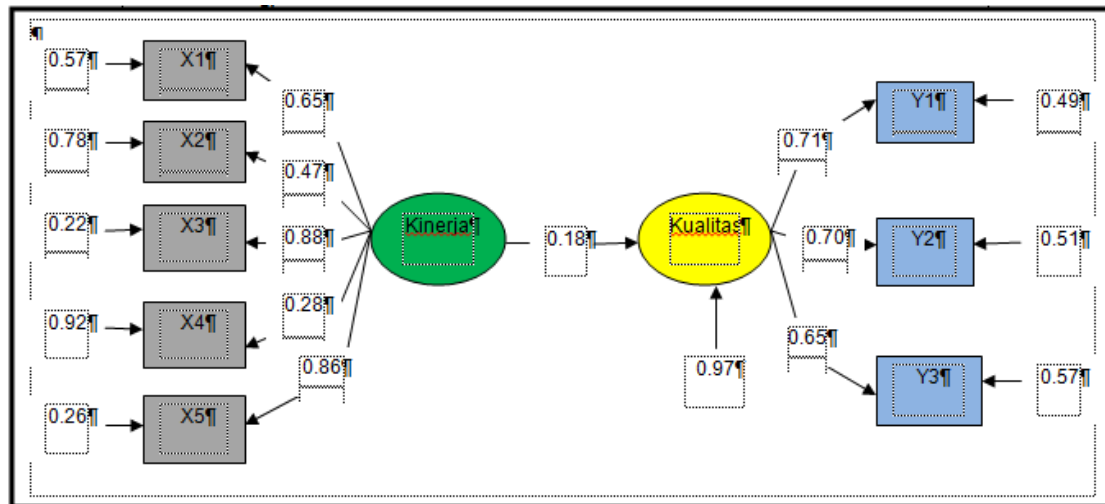 ¶
0.57¶
X1¶
0.65¶
Y1¶
0.49¶
0.78¶
X2¶
0.47¶
0.71¶
0.22¶
X3¶
0.88¶
Kinerja¶
0.18¶
Kualitas¶
0.70¶
Y2¶
0.51¶
0.92¶
X4¶
0.28¶
0.65¶
0.86¶
0.97¶
Y3¶
0.57¶
0.26¶
X5¶